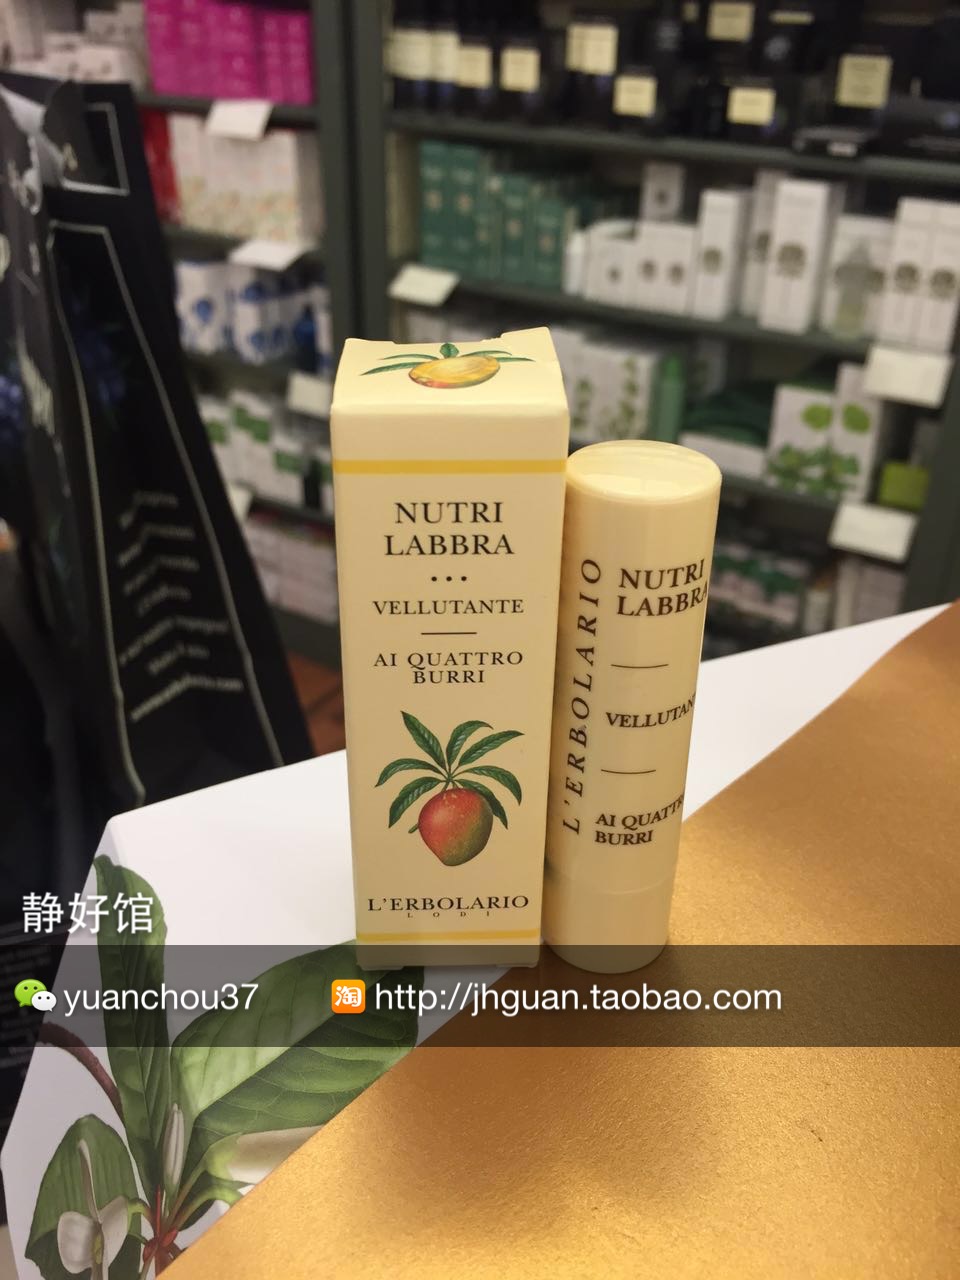 NUTRI
LABBRA
•••
VELLUTANTE
AI QUATTRO
BURRI
L'ERBOLARIO
LODI
L'ERBOLARIO
NUTRI
LABBRA
VELLUTAN
AI QUATTR
BURRI
静好馆
yuanchou37
淘 http://jhguan.taobao.com